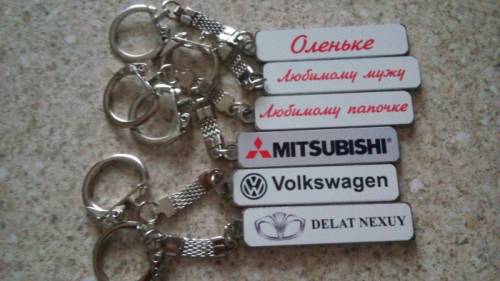 Оленьке
Любимому мужу
Любимому папочке
MITSUBISHI
Volkswagen
DELAT NEXUY